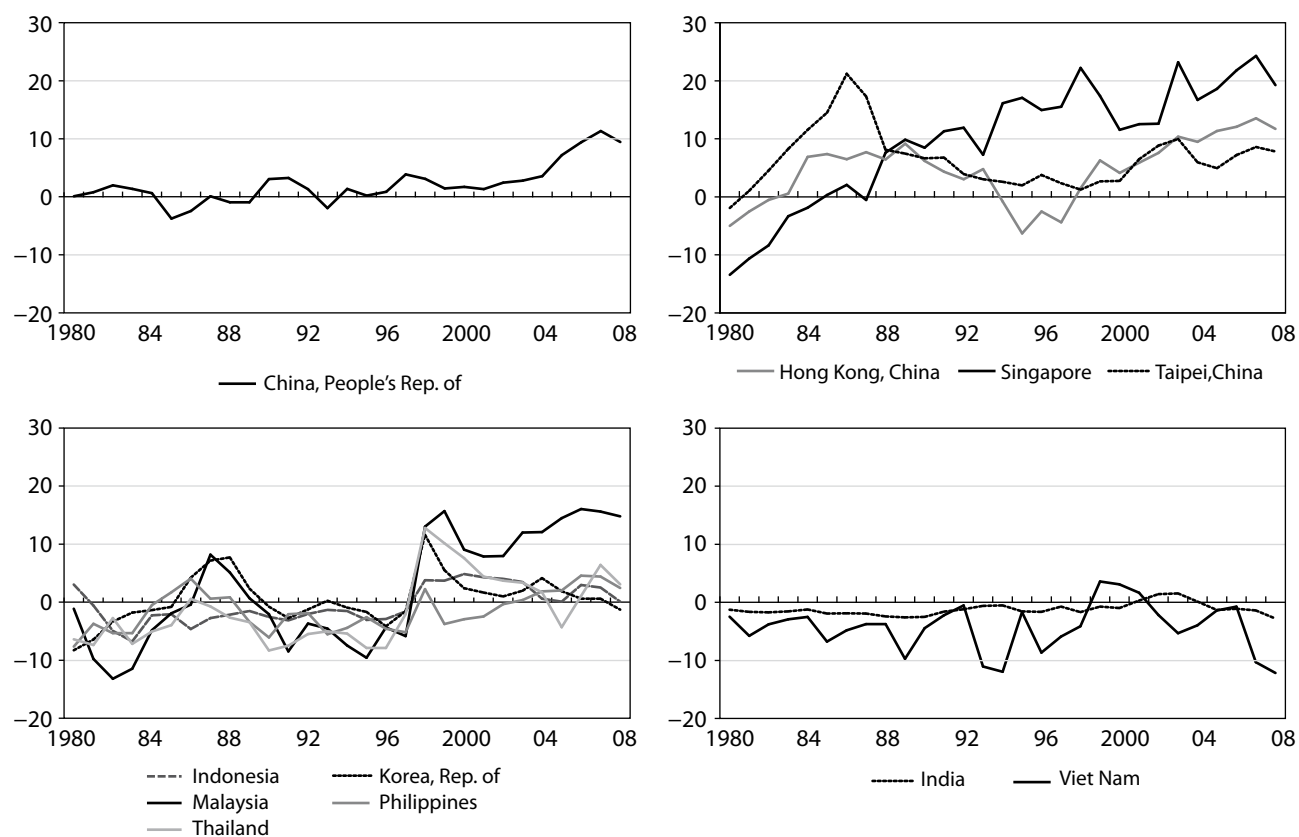 30
20
10
0
−10
−20
1980 84 88 92 96 2000 04 08
China, People's Rep. of
30
20
10
0
−10
−20
1980 84 88 92 96 2000 04 08
Hong Kong, China Singapore Taipei,China
30
20
10
0
−10
−20
1980 84 88 92 96 2000 04 08
Indonesia Korea, Rep. of
Malaysia Philippines
Thailand
30
20
10
0
−10
−20
1980 84 88 92 96 2000 04 08
India Viet Nam